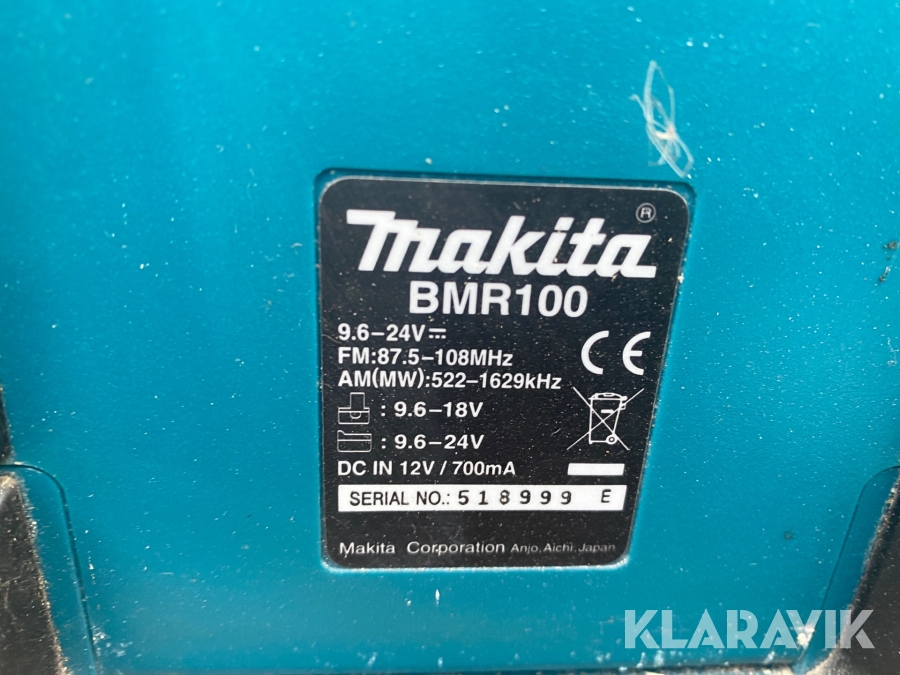 Makita®
BMR100
9.6–24V⎓
FM:87.5–108MHz
AM(MW):522–1629kHz
CE
: 9.6–18V
: 9.6–24V
DC IN 12V / 700mA
SERIAL NO.: 518999 E
Makita Corporation Anjo, Aichi, Japan
KLARAVIK